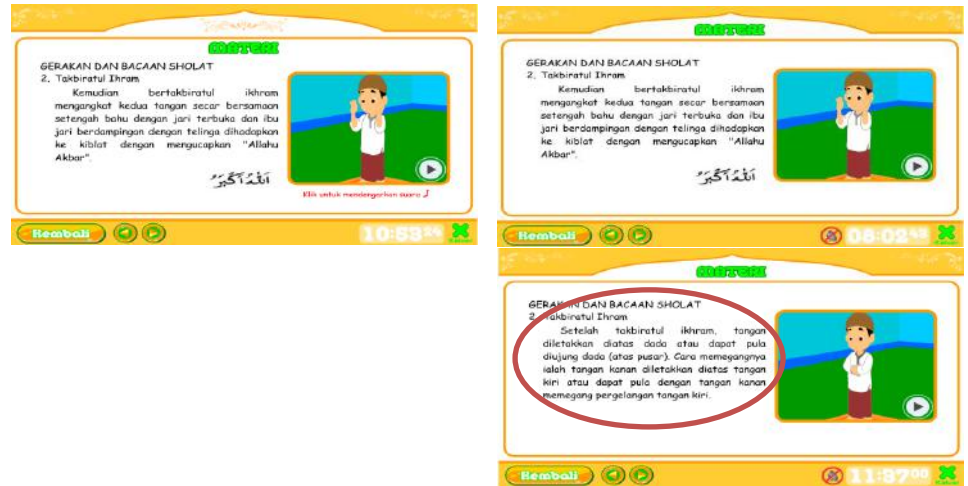 MATERI
GERAKAN DAN BACAAN SHOLAT
2. Takbiratul Ihram
Kemudian bertakbiratul ikhram
mengangkat kedua tangan secar bersamaan
setengah bahu dengan jari terbuka dan ibu
jari berdampingan dengan telinga dihadapkan
ke kiblat dengan mengucapkan "Allahu
Akbar".
اَللّٰهُ اَكْبَرُ
Klik untuk mendengarkan suara
Kembali
10:53 24
MATERI
GERAKAN DAN BACAAN SHOLAT
2. Takbiratul Ihram
Kemudian bertakbiratul ikhram
mengangkat kedua tangan secar bersamaan
setengah bahu dengan jari terbuka dan ibu
jari berdampingan dengan telinga dihadapkan
ke kiblat dengan mengucapkan "Allahu
Akbar".
اَللّٰهُ اَكْبَرُ
Kembali
08:02 42
MATERI
GERAKAN DAN BACAAN SHOLAT
2. Takbiratul Ihram
Setelah takbiratul ikhram, tangan
diletakkan diatas dada atau dapat pula
diujung dada (atas pusar). Cara memegangnya
ialah tangan kanan diletakkan diatas tangan
kiri atau dapat pula dengan tangan kanan
memegang pergelangan tangan kiri.
Kembali
11:37 00